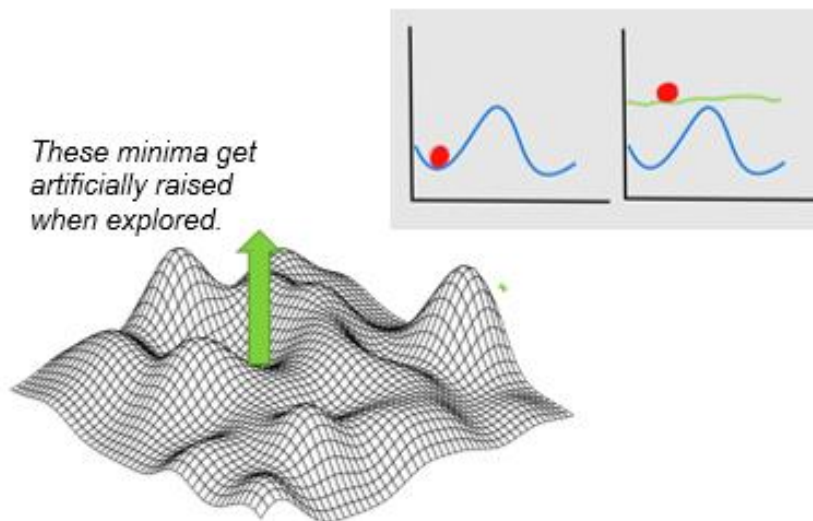 These minima get
artificially raised
when explored.